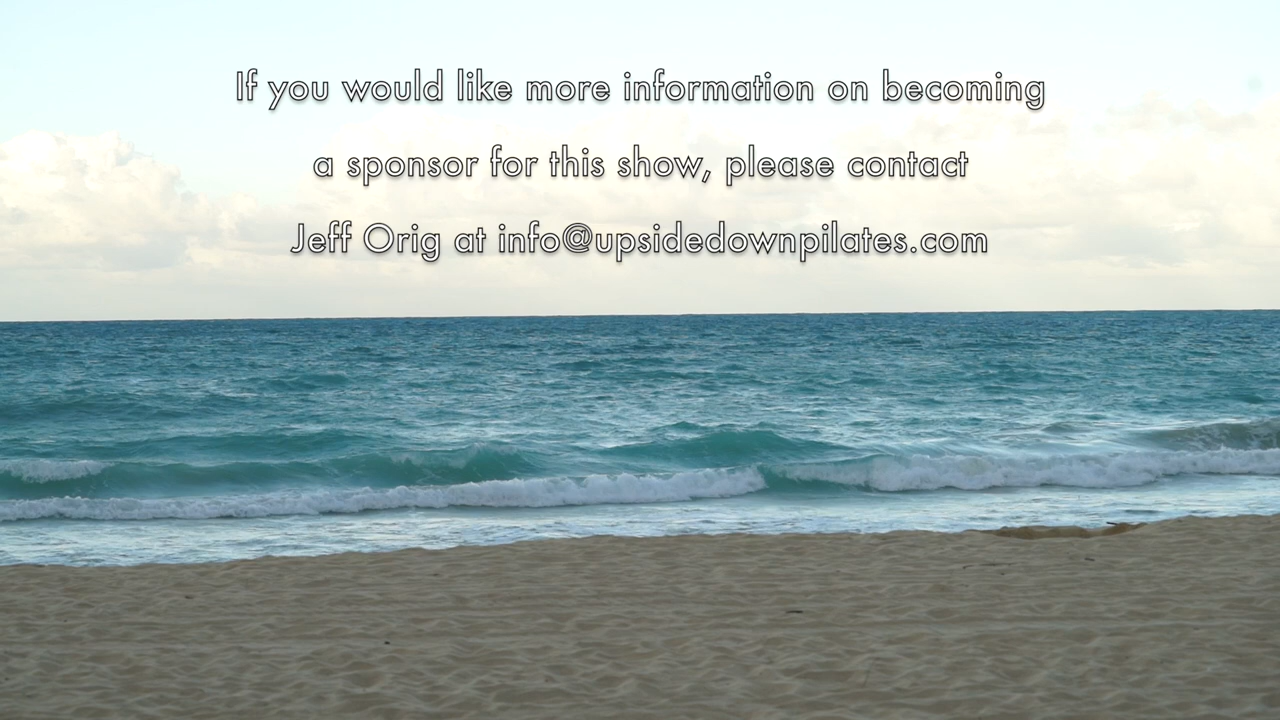 If you would like more information on becoming
a sponsor for this show, please contact
Jeff Orig at info@upsidedownpilates.com